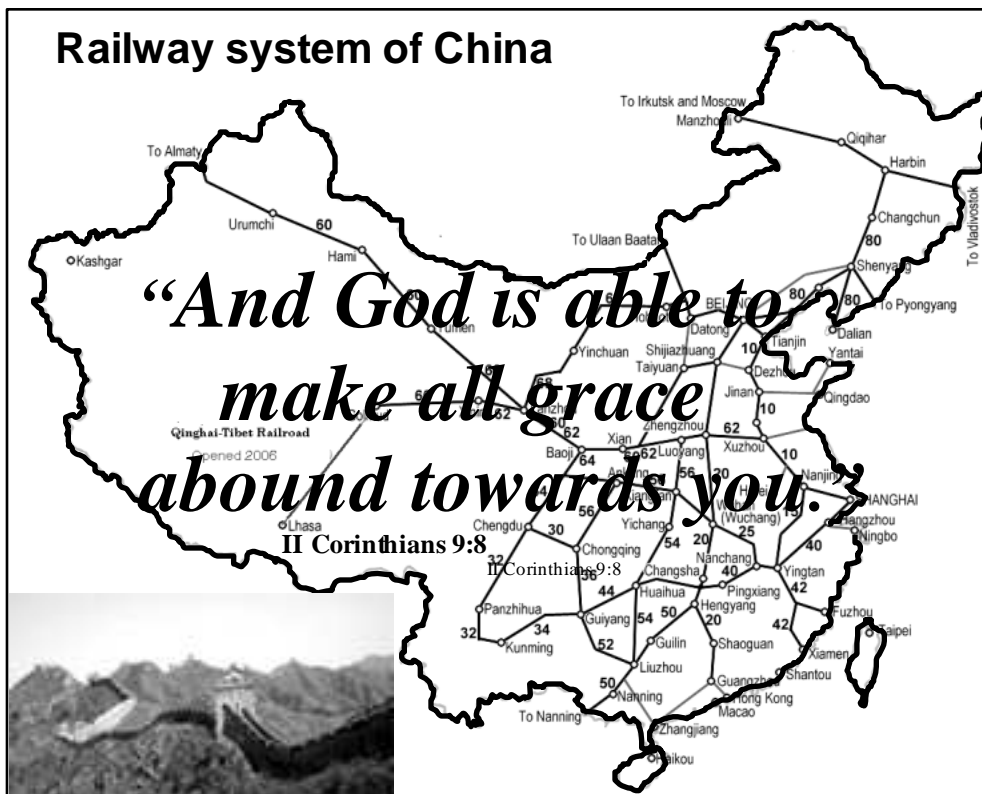 Railway system of China
To Irkutsk and Moscow
Manzhouli
Qiqihar
Harbin
To Almaty
To Vladivostok
Changchun
80
Urumchi
60
Hami
To Ulaan Baatar
Kashgar
Shenyang
“And God is able to
80
80
To Pyongyang
Datong
Dalian
Tianjin
Yumen
Yinchuan
Shijiazhuang
10
Yantai
Taiyuan
Dezhou
make all grace
68
Jinan
Qingdao
62
10
60
Zhengzhou
Qinghai-Tibet Railroad
62
Xian
62
62
Xuzhou
Opened 2006
Baoji
64
Luoyang
10
56
20
Nanjing
abound towards you.”
SHANGHAI
56
Yichang
(Wuchang)
Hangzhou
Lhasa
Chengdu
30
25
Ningbo
II Corinthians 9:8
Chongqing
54
20
40
32
II Corinthians 9:8
Changsha
Nanchang
Yingtan
36
44
Huaihua
40
Pingxiang
42
Panzhihua
Guiyang
54
50
Hengyang
Fuzhou
32
34
20
42
Taipei
Kunming
52
Guilin
Shaoguan
Xiamen
Liuzhou
Shantou
50
Nanning
Guangzhou
Hong Kong
Macao
To Nanning
Zhangjiang
Haikou